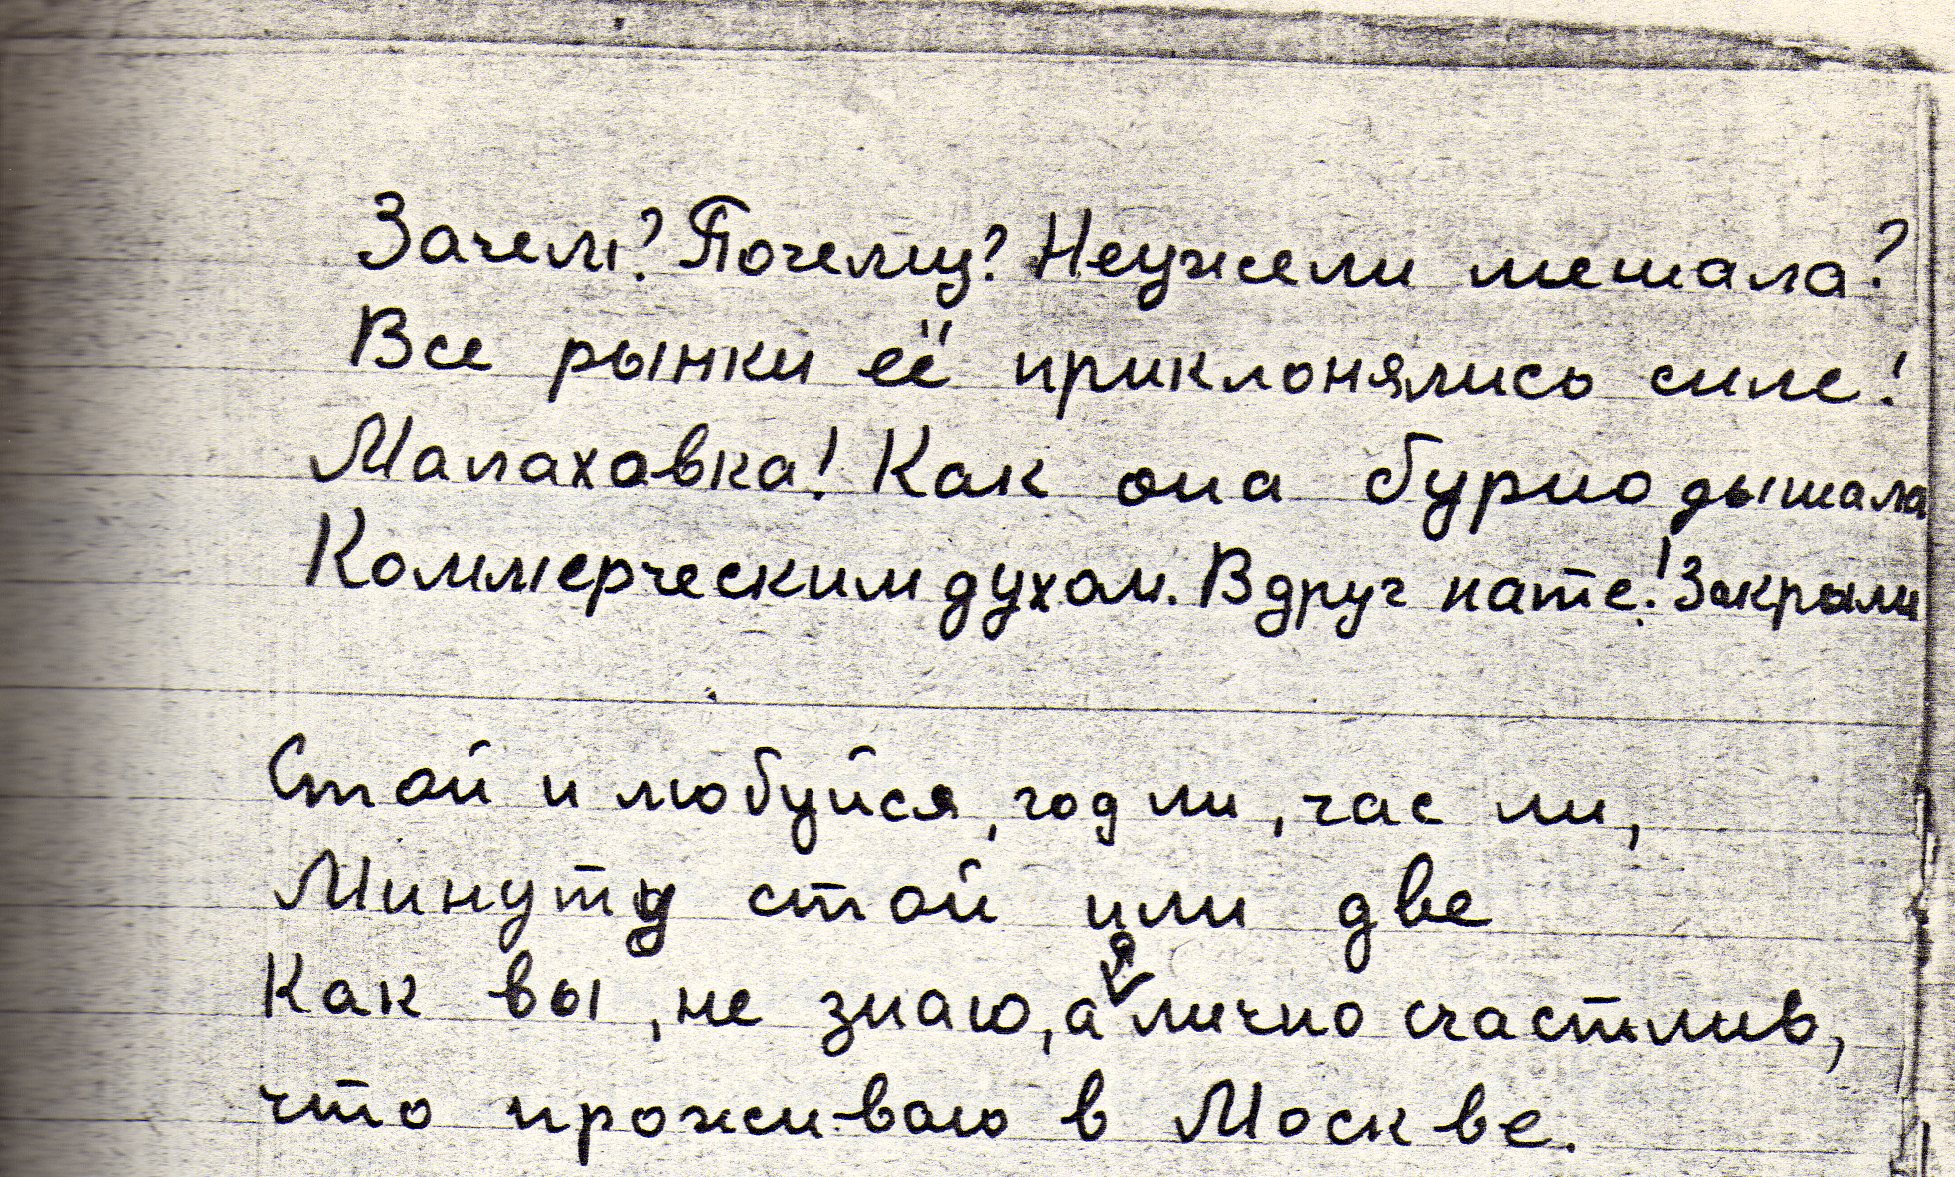 Зачем? Почему? Неужели мешала?
Все рынки её приклонялись силе!
Малаховка! Как она бурно дышала
Коммерческим духом. Вдруг нате! Закрыли
Стой и любуйся, год ли, час ли,
Минуту стой или две
Как вы, не знаю, а я лично счастлив,
что проживаю в Москве.